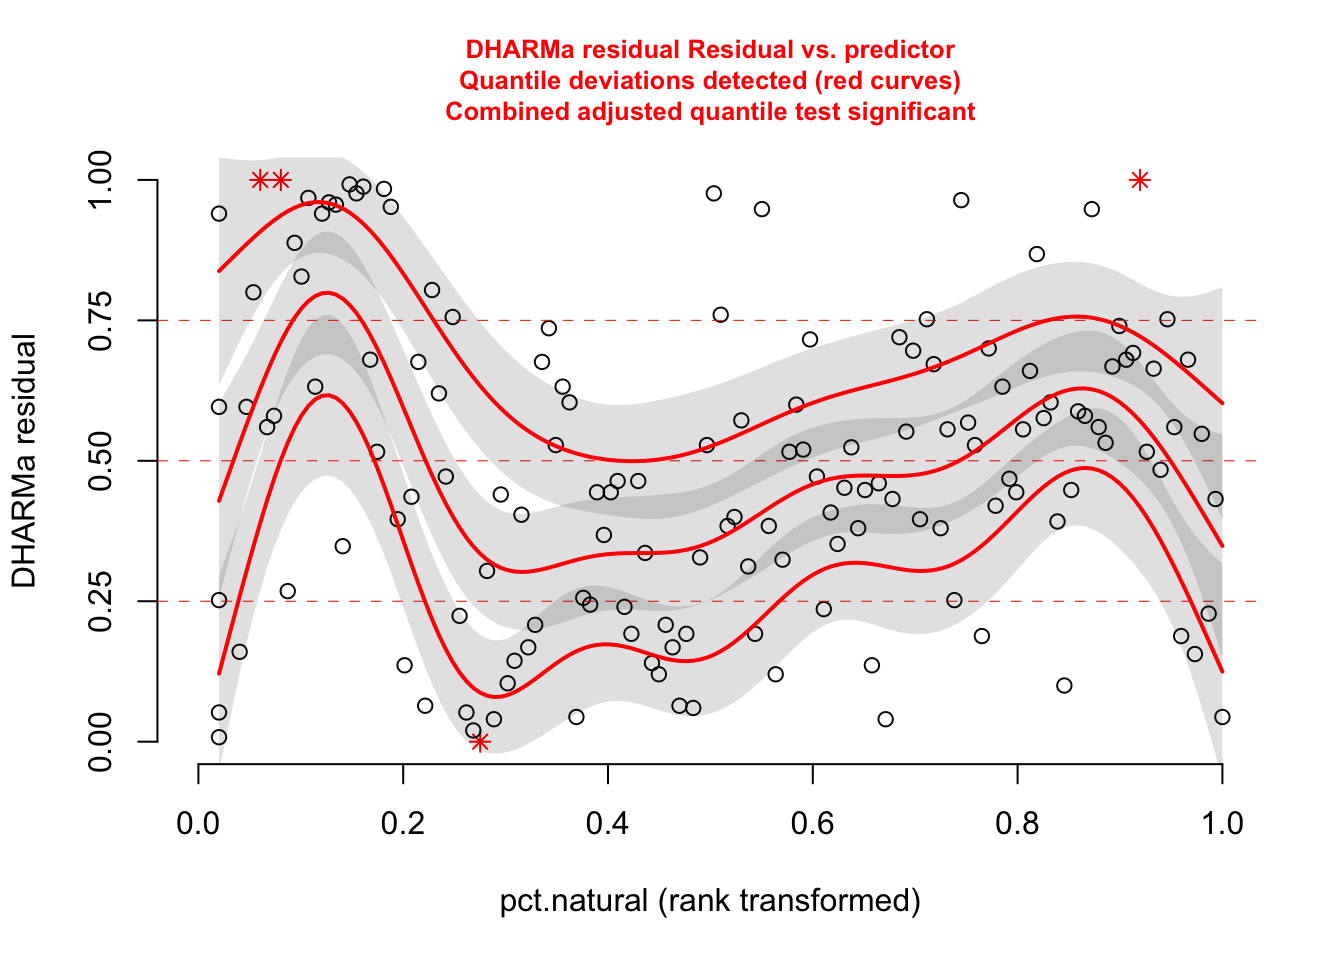 DHARMa residual Residual vs. predictor
Quantile deviations detected (red curves)
Combined adjusted quantile test significant
DHARMa residual
1.00
0.75
0.50
0.25
0.00
0.0 0.2 0.4 0.6 0.8 1.0
pct.natural (rank transformed)